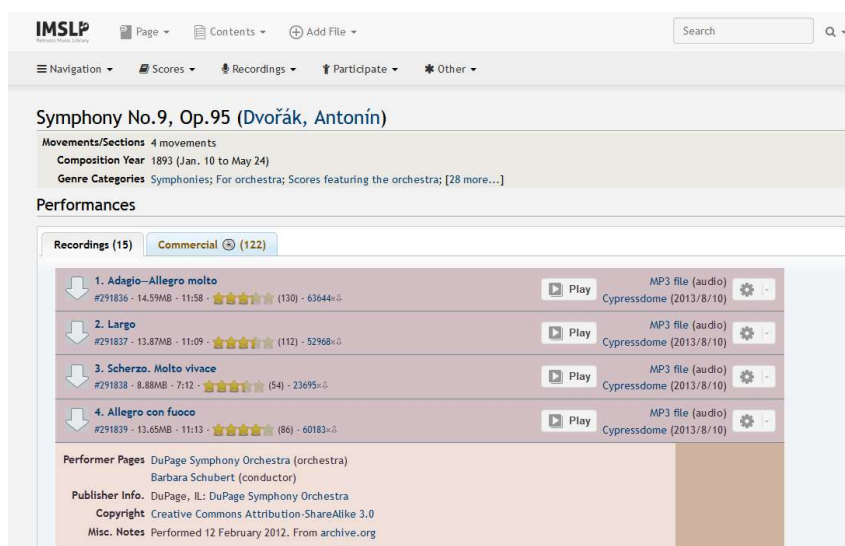 IMSLP
Petrucci Music Library
Page
Contents
Add File
Search
Navigation
Scores
Recordings
Participate
Other
Symphony No.9, Op.95 (Dvořák, Antonín)
Movements/Sections 4 movements
Composition Year 1893 (Jan. 10 to May 24)
Genre Categories Symphonies; For orchestra; Scores featuring the orchestra; [28 more...]
Performances
Recordings (15)
Commercial (122)
1. Adagio—Allegro molto
#291836 - 14.59MB - 11:58 - (130) - 63644×⇩
Play
MP3 file (audio)
Cypressdome (2013/8/10)
2. Largo
#291837 - 13.87MB - 11:09 - (112) - 52968×⇩
Play
MP3 file (audio)
Cypressdome (2013/8/10)
3. Scherzo. Molto vivace
#291838 - 8.88MB - 7:12 - (54) - 23695×⇩
Play
MP3 file (audio)
Cypressdome (2013/8/10)
4. Allegro con fuoco
#291839 - 13.65MB - 11:13 - (86) - 60183×⇩
Play
MP3 file (audio)
Cypressdome (2013/8/10)
Performer Pages DuPage Symphony Orchestra (orchestra)
Barbara Schubert (conductor)
Publisher Info. DuPage, IL: DuPage Symphony Orchestra
Copyright Creative Commons Attribution-ShareAlike 3.0
Misc. Notes Performed 12 February 2012. From archive.org